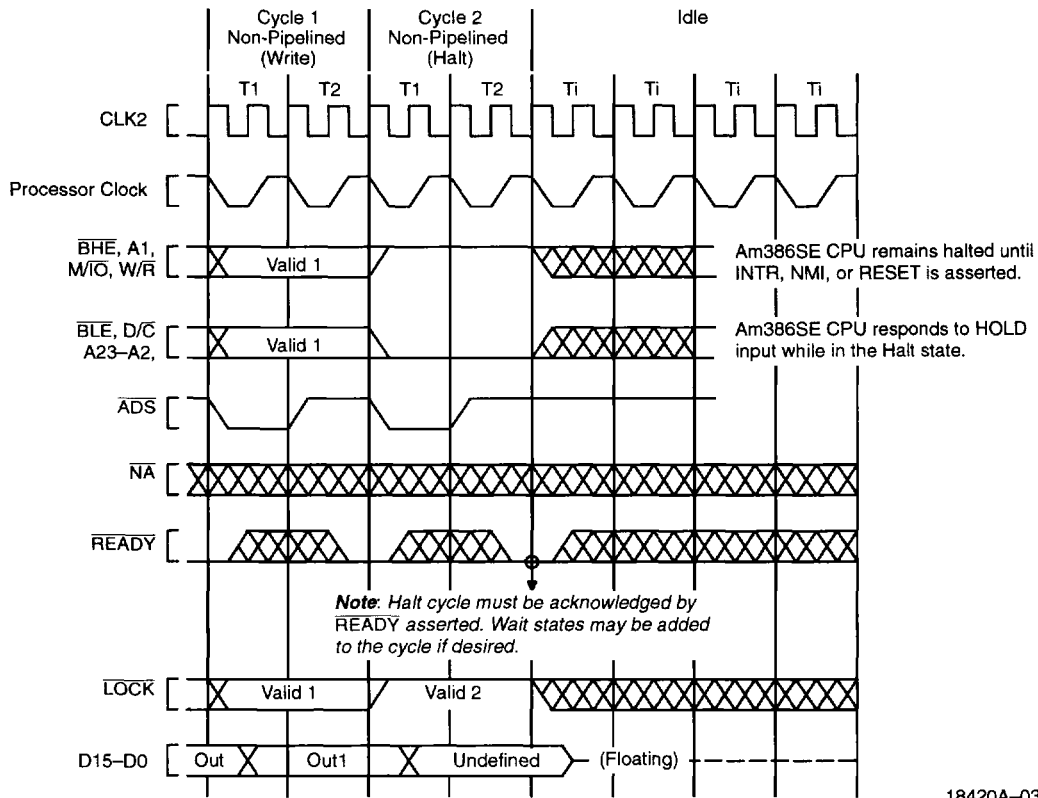 Cycle 1
Non-Pipelined
(Write)
Cycle 2
Non-Pipelined
(Halt)
Idle
T1 T2 T1 T2 Ti Ti Ti Ti
CLK2
Processor Clock
BHE, A1,
M/IO, W/R
Valid 1
Am386SE CPU remains halted until
INTR, NMI, or RESET is asserted.
BLE, D/C
A23–A2,
Valid 1
Am386SE CPU responds to HOLD
input while in the Halt state.
ADS
NA
READY
Note: Halt cycle must be acknowledged by
READY asserted. Wait states may be added
to the cycle if desired.
LOCK
Valid 1 Valid 2
D15–D0
Out Out1 Undefined (Floating)
18420A–03